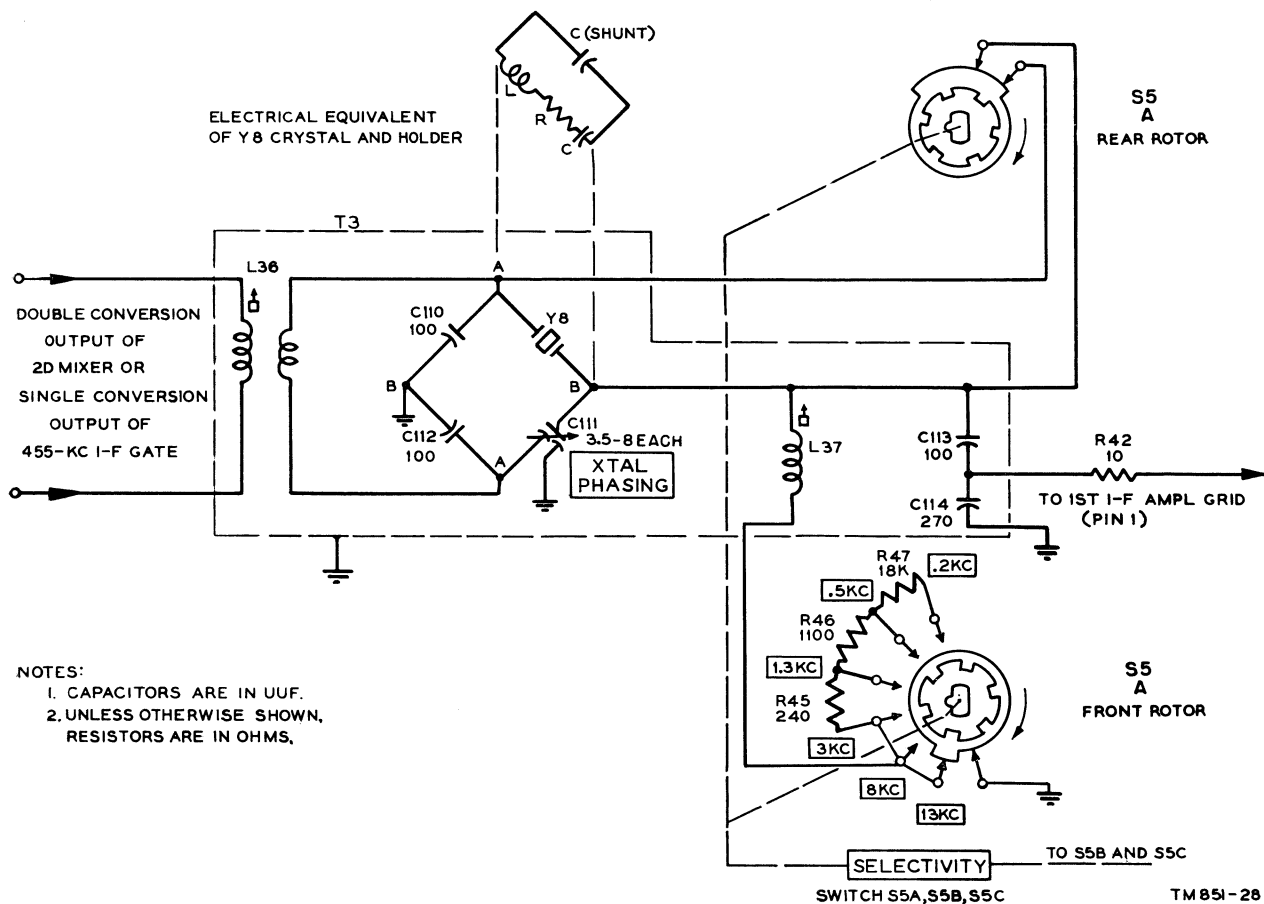 C (SHUNT)
L
R
C
ELECTRICAL EQUIVALENT
OF Y8 CRYSTAL AND HOLDER
S5
A
REAR ROTOR
T3
L36
A
DOUBLE CONVERSION
OUTPUT OF
2D MIXER OR
SINGLE CONVERSION
OUTPUT OF
455-KC I-F GATE
C110
100
Y8
B
B
C112
100
C111
3.5-8 EACH
A
XTAL
PHASING
L37
C113
100
R42
10
C114
270
TO 1ST I-F AMPL GRID
(PIN 1)
R47
18K
.2KC
.5KC
R46
1100
1.3KC
R45
240
3KC
8KC
13KC
S5
A
FRONT ROTOR
NOTES:
1. CAPACITORS ARE IN UUF.
2. UNLESS OTHERWISE SHOWN,
RESISTORS ARE IN OHMS.
SELECTIVITY
TO S5B AND S5C
SWITCH S5A, S5B, S5C
TM 851-28